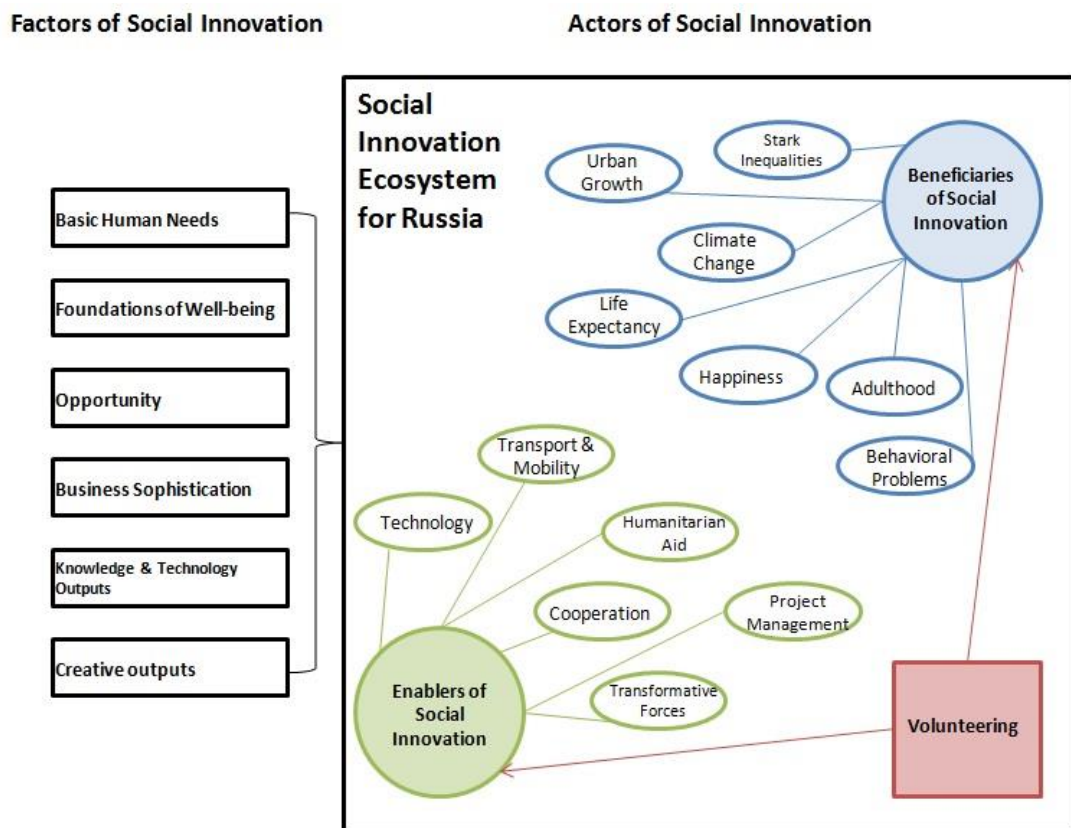 Factors of Social Innovation
Actors of Social Innovation
Basic Human Needs
Foundations of Well-being
Opportunity
Business Sophistication
Knowledge & Technology
Outputs
Creative outputs
Social
Innovation
Ecosystem
for Russia
Stark
Inequalities
Urban
Growth
Beneficiaries
of Social
Innovation
Climate
Change
Life
Expectancy
Happiness
Adulthood
Behavioral
Problems
Transport &
Mobility
Technology
Humanitarian
Aid
Cooperation
Project
Management
Transformative
Forces
Enablers of
Social
Innovation
Volunteering